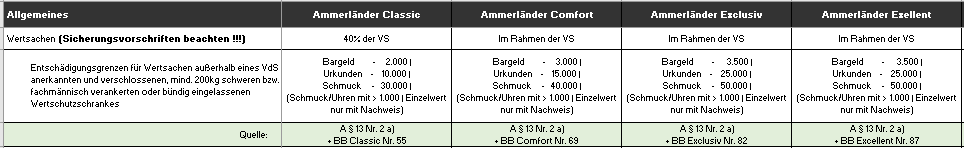 Allgemeines Ammerländer Classic Ammerländer Comfort Ammerländer Exclusiv Ammerländer Exellent
Wertsachen (Sicherungsvorschriften beachten !!!) 40% der VS Im Rahmen der VS Im Rahmen der VS Im Rahmen der VS
Entschädigungsgrenzen für Wertsachen außerhalb eines VdS
anerkannten und verschlossenen, mind. 200kg schweren bzw.
fachmännisch verankerten oder bündig eingelassenen
Wertschutzschrankes
Bargeld - 2.000 |
Urkunden - 10.000 |
Schmuck - 30.000 |
(Schmuck/Uhren mit > 1.000 | Einzelwert
nur mit Nachweis)
Bargeld - 3.000 |
Urkunden - 15.000 |
Schmuck - 40.000 |
(Schmuck/Uhren mit > 1.000 | Einzelwert
nur mit Nachweis)
Bargeld - 3.500 |
Urkunden - 25.000 |
Schmuck - 50.000 |
(Schmuck/Uhren mit > 1.000 | Einzelwert
nur mit Nachweis)
Bargeld - 3.500 |
Urkunden - 25.000 |
Schmuck - 50.000 |
(Schmuck/Uhren mit > 1.000 | Einzelwert
nur mit Nachweis)
Quelle:
A § 13 Nr. 2 a)
+ BB Classic Nr. 55
A § 13 Nr. 2 a)
+ BB Comfort Nr. 69
A § 13 Nr. 2 a)
+ BB Exclusiv Nr. 82
A § 13 Nr. 2 a)
+ BB Excellent Nr. 87